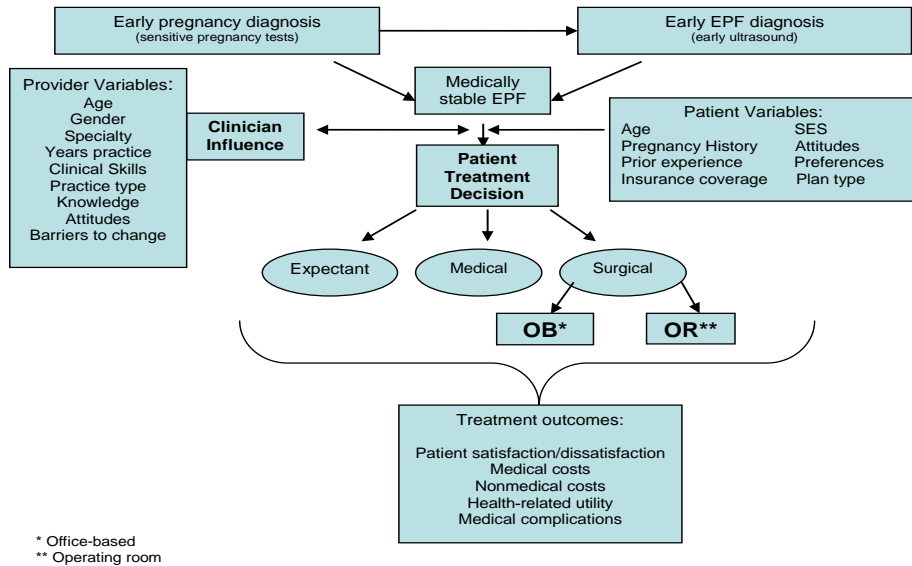 Early pregnancy diagnosis
(sensitive pregnancy tests)
Early EPF diagnosis
(early ultrasound)
Medically
stable EPF
Provider Variables:
Age
Gender
Specialty
Years practice
Clinical Skills
Practice type
Knowledge
Attitudes
Barriers to change
Clinician
Influence
Patient Variables:
Age SES
Pregnancy History Attitudes
Prior experience Preferences
Insurance coverage Plan type
Patient
Treatment
Decision
Expectant
Medical
Surgical
OB*
OR**
Treatment outcomes:
Patient satisfaction/dissatisfaction
Medical costs
Nonmedical costs
Health-related utility
Medical complications
* Office-based
** Operating room